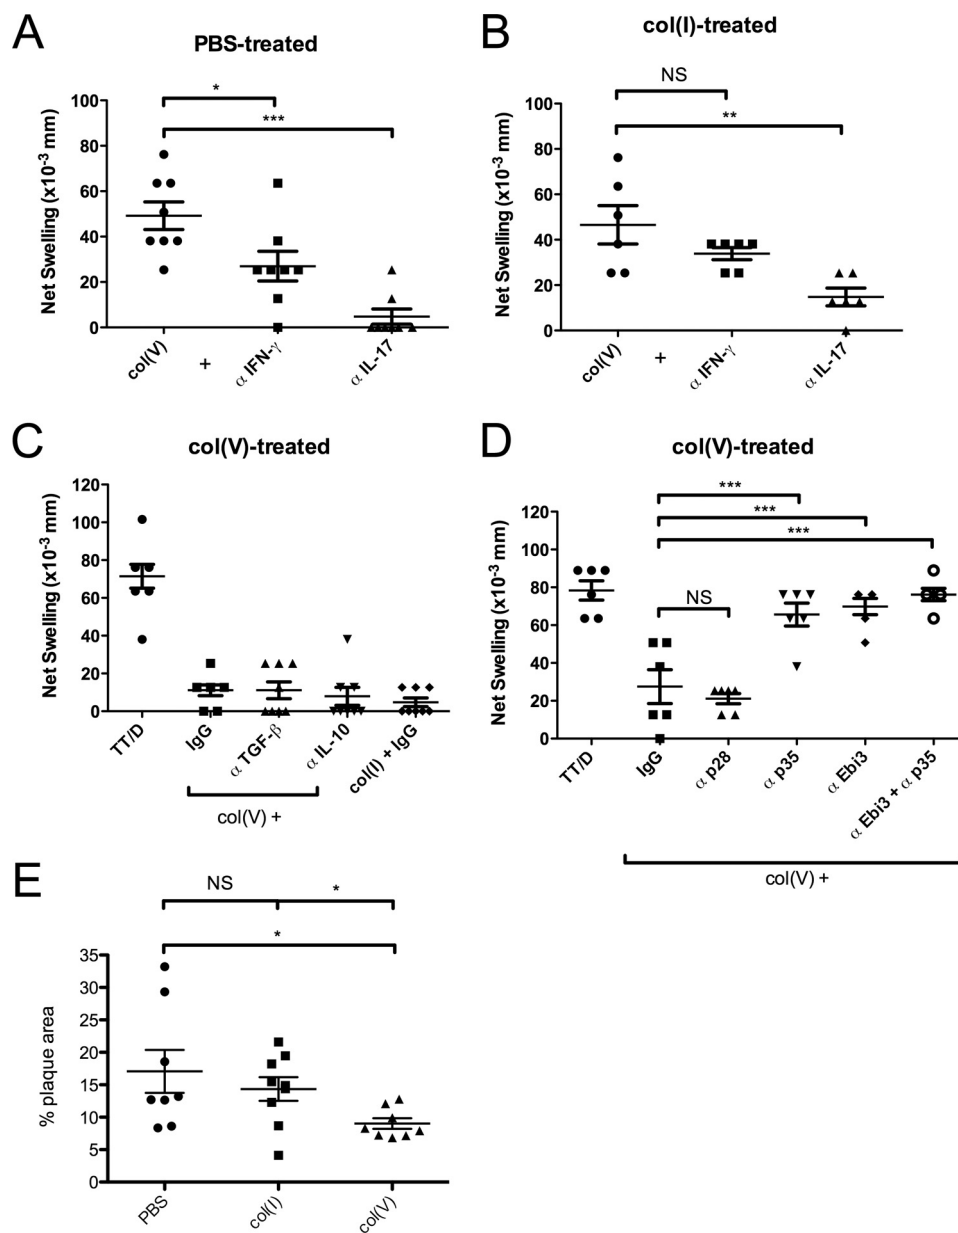 A
PBS-treated
*
***
Net Swelling (x10⁻³ mm)
100
80
60
40
20
0
col(V)
+
α IFN-γ
α IL-17
B
col(I)-treated
NS
**
Net Swelling (x10⁻³ mm)
100
80
60
40
20
0
col(V)
+
α IFN-γ
α IL-17
C
col(V)-treated
Net Swelling (x10⁻³ mm)
120
100
80
60
40
20
0
TT/D
IgG
α TGF-β
α IL-10
col(I) + IgG
col(V) +
D
col(V)-treated
***
***
***
NS
Net Swelling (x10⁻³ mm)
120
100
80
60
40
20
0
TT/D
IgG
α p28
α p35
α Ebi3
α Ebi3 + α p35
col(V) +
E
NS
*
*
% plaque area
35
30
25
20
15
10
5
0
PBS
col(I)
col(V)